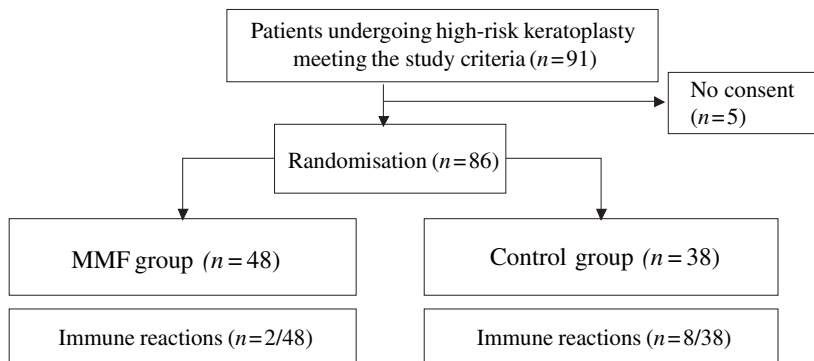 Patients undergoing high-risk keratoplasty
meeting the study criteria (n=91)
No consent
(n=5)
Randomisation (n=86)
MMF group (n=48)
Control group (n=38)
Immune reactions (n=2/48)
Immune reactions (n=8/38)